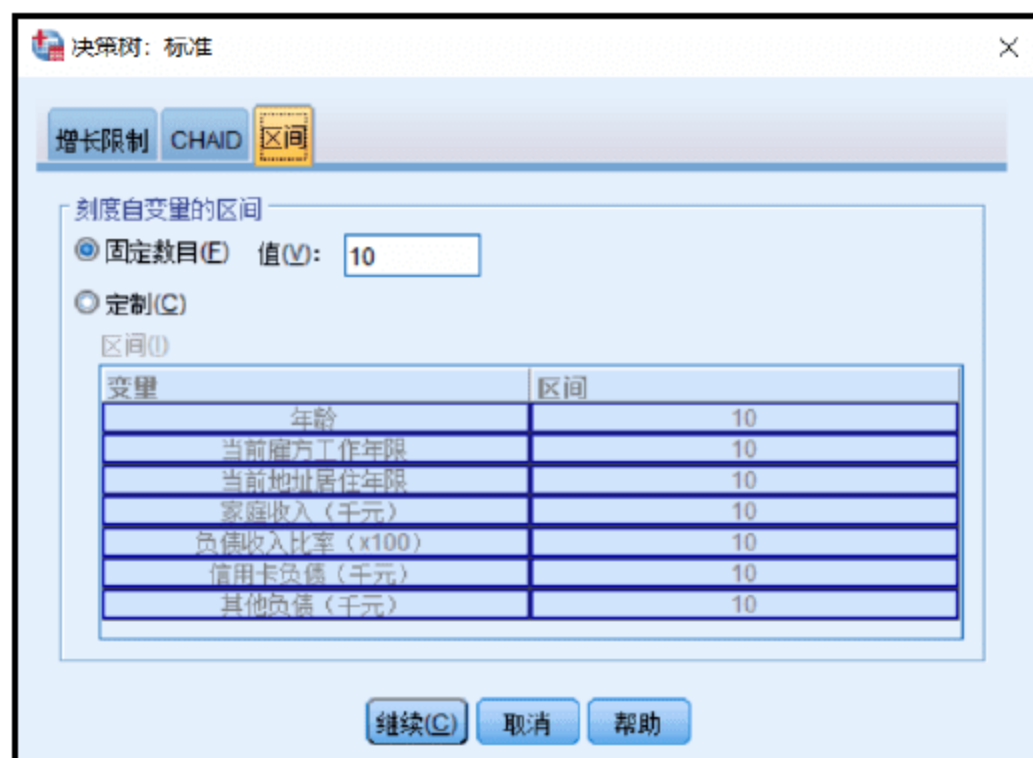 决策树：标准
增长限制 CHAID 区间
刻度自变量的区间
固定数目(F) 值(V)： 10
定制(C)
区间(I)
变量 区间
年龄 10
当前雇方工作年限 10
当前地址居住年限 10
家庭收入（千元） 10
负债收入比率（x100） 10
信用卡负债（千元） 10
其他负债（千元） 10
继续(C) 取消 帮助